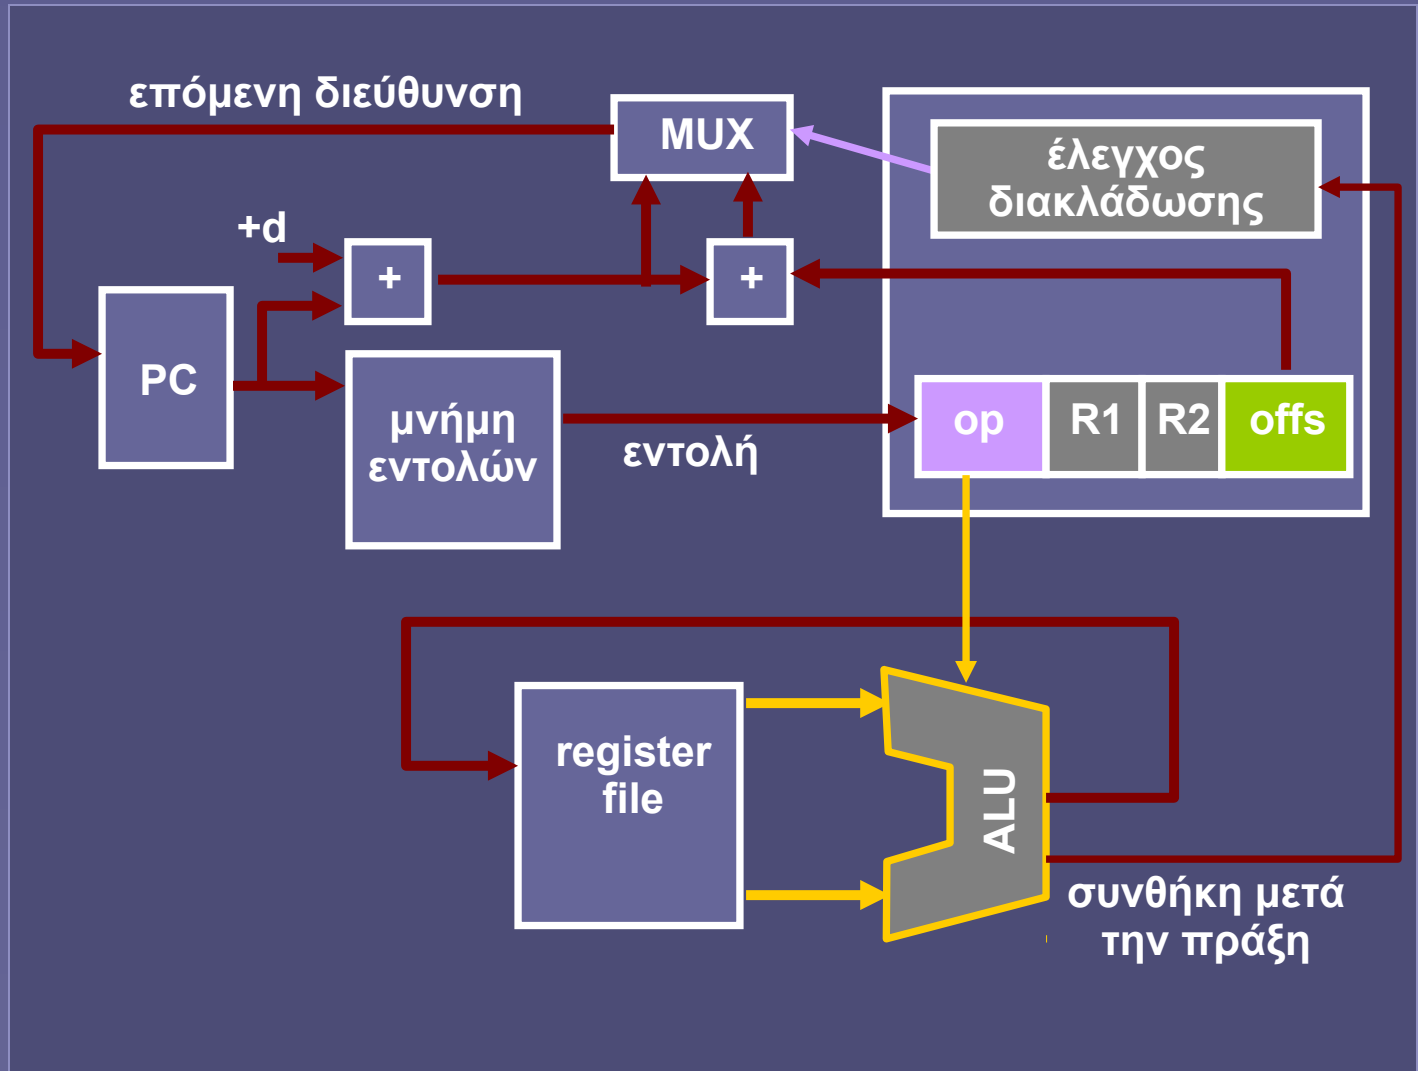 επόμενη διεύθυνση
MUX
έλεγχος
διακλάδωσης
+d
+
+
PC
μνήμη
εντολών
εντολή
op R1 R2 offs
register
file
ALU
συνθήκη μετά
την πράξη